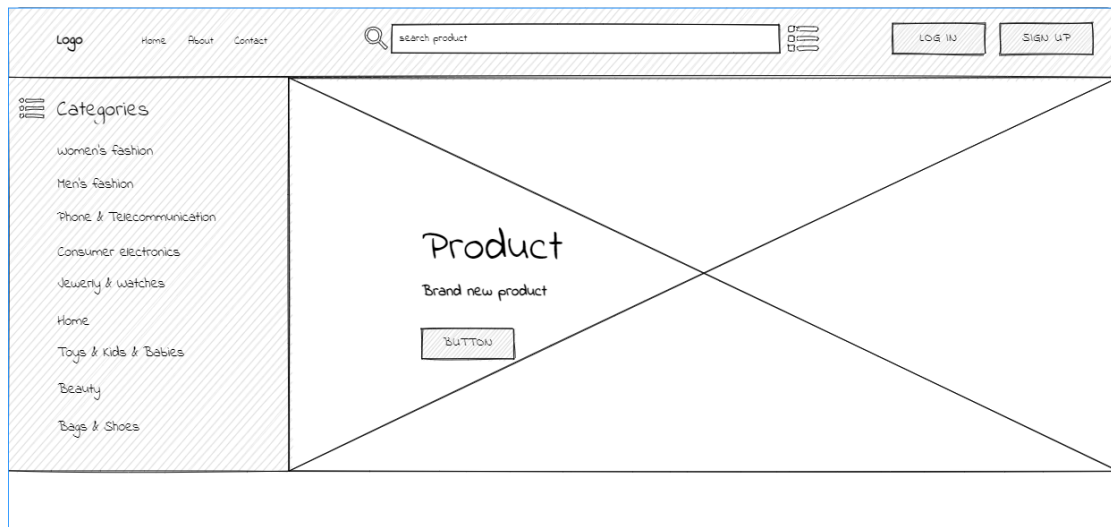 Logo
Home About Contact
search product
LOG IN
SIGN UP
Categories
Women's fashion
Men's fashion
Phone & Telecommunication
Consumer electronics
Jewerly & watches
Home
Toys & Kids & Babies
Beauty
Bags & Shoes
Product
Brand new product
BUTTON